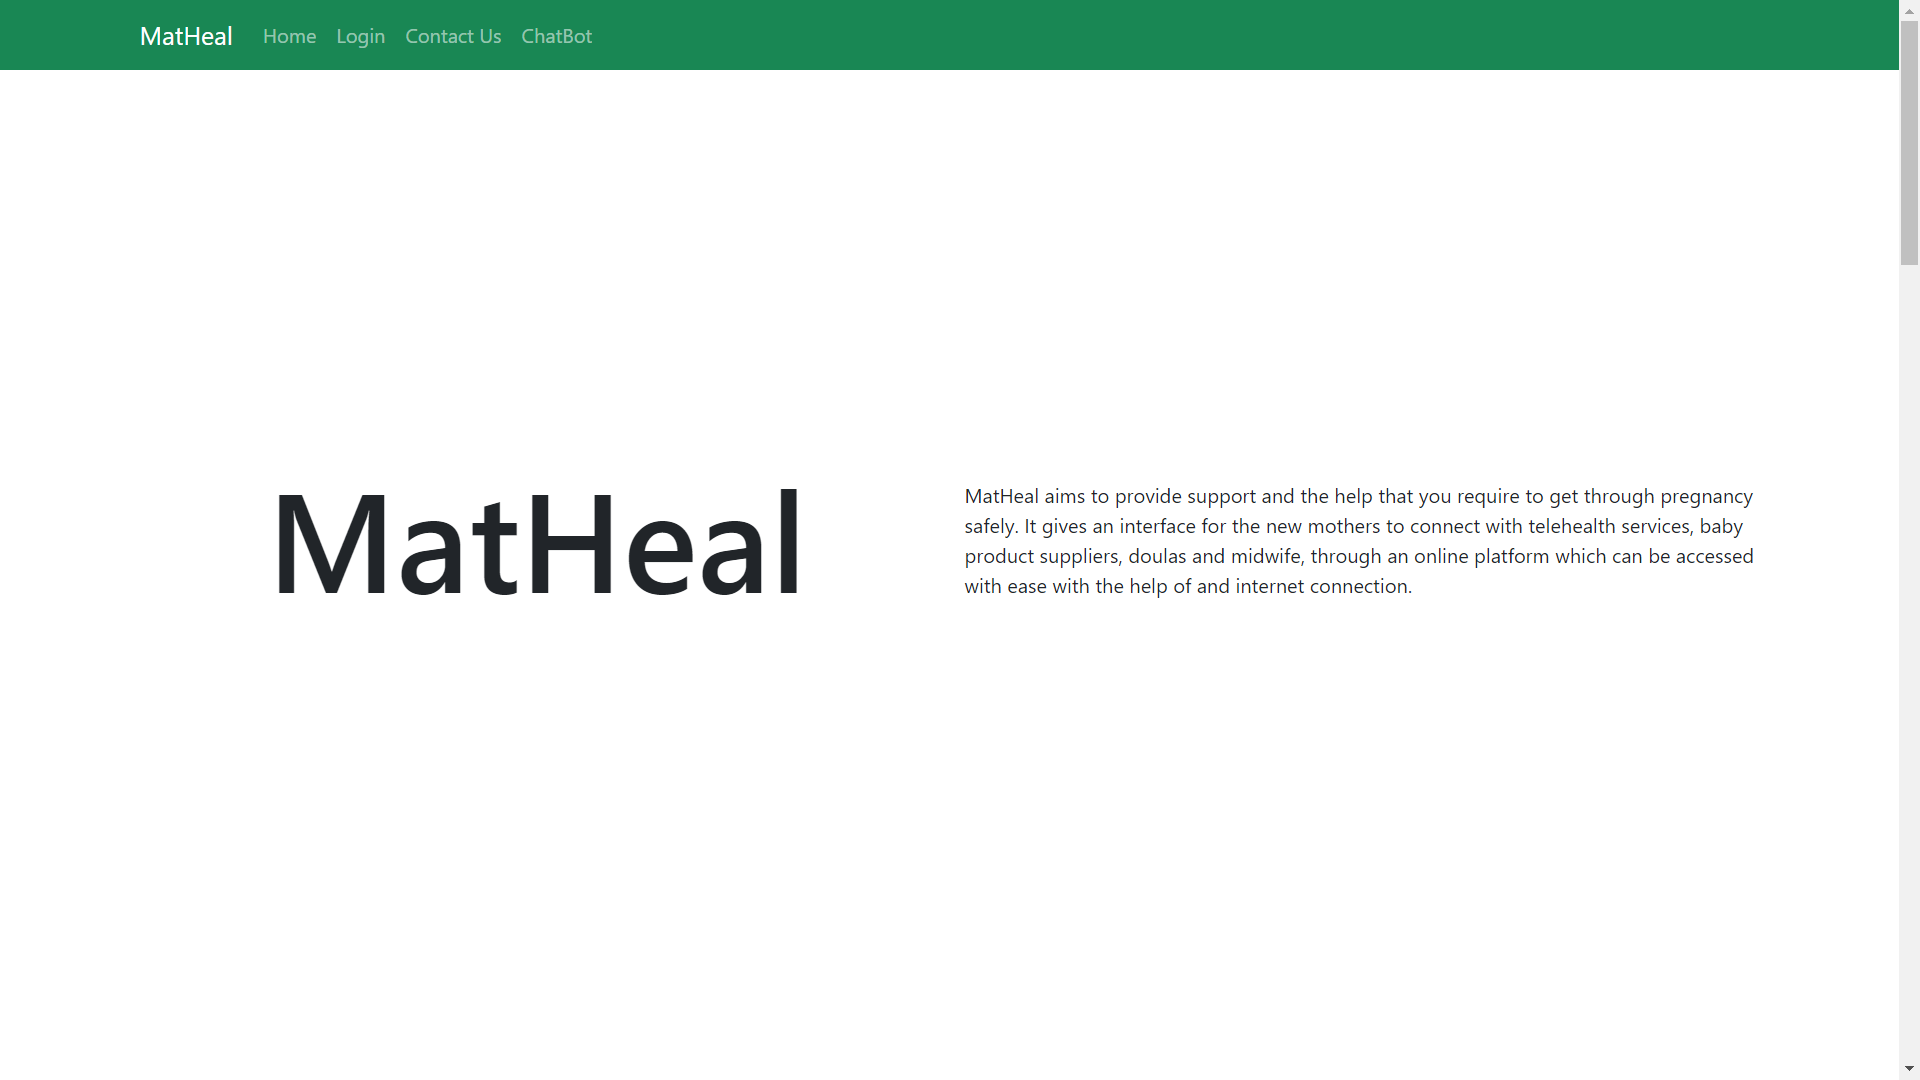 MatHeal Home Login Contact Us ChatBot
MatHeal
MatHeal aims to provide support and the help that you require to get through pregnancy
safely. It gives an interface for the new mothers to connect with telehealth services, baby
product suppliers, doulas and midwife, through an online platform which can be accessed
with ease with the help of and internet connection.